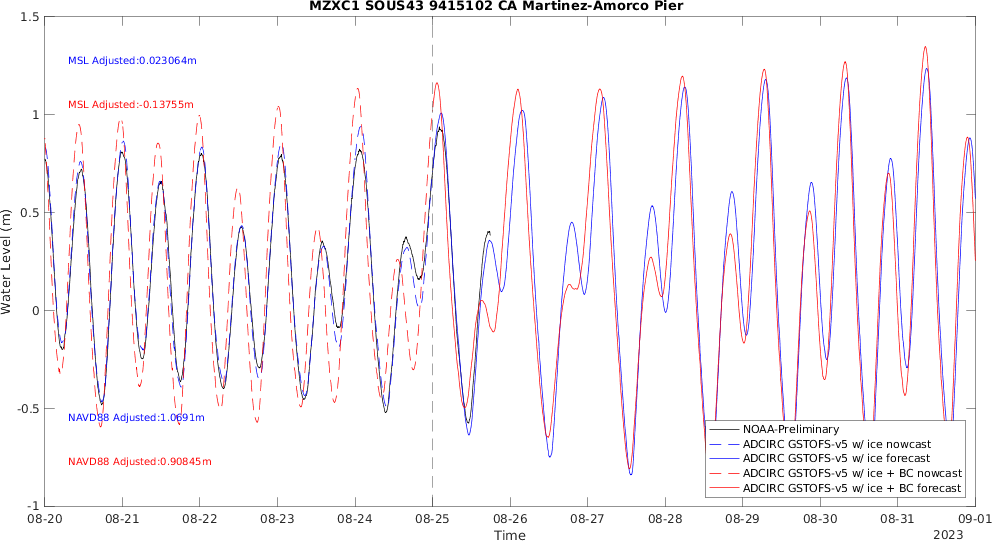 MZXC1 SOUS43 9415102 CA Martinez-Amorco Pier
1.5
1
0.5
0
-0.5
-1
Water Level (m)
MSL Adjusted:0.023064m
MSL Adjusted:-0.13755m
NAVD88 Adjusted:1.0691m
NAVD88 Adjusted:0.90845m
NOAA-Preliminary
ADCIRC GSTOFS-v5 w/ ice nowcast
ADCIRC GSTOFS-v5 w/ ice forecast
ADCIRC GSTOFS-v5 w/ ice + BC nowcast
ADCIRC GSTOFS-v5 w/ ice + BC forecast
08-20 08-21 08-22 08-23 08-24 08-25 08-26 08-27 08-28 08-29 08-30 08-31 09-01
Time
2023